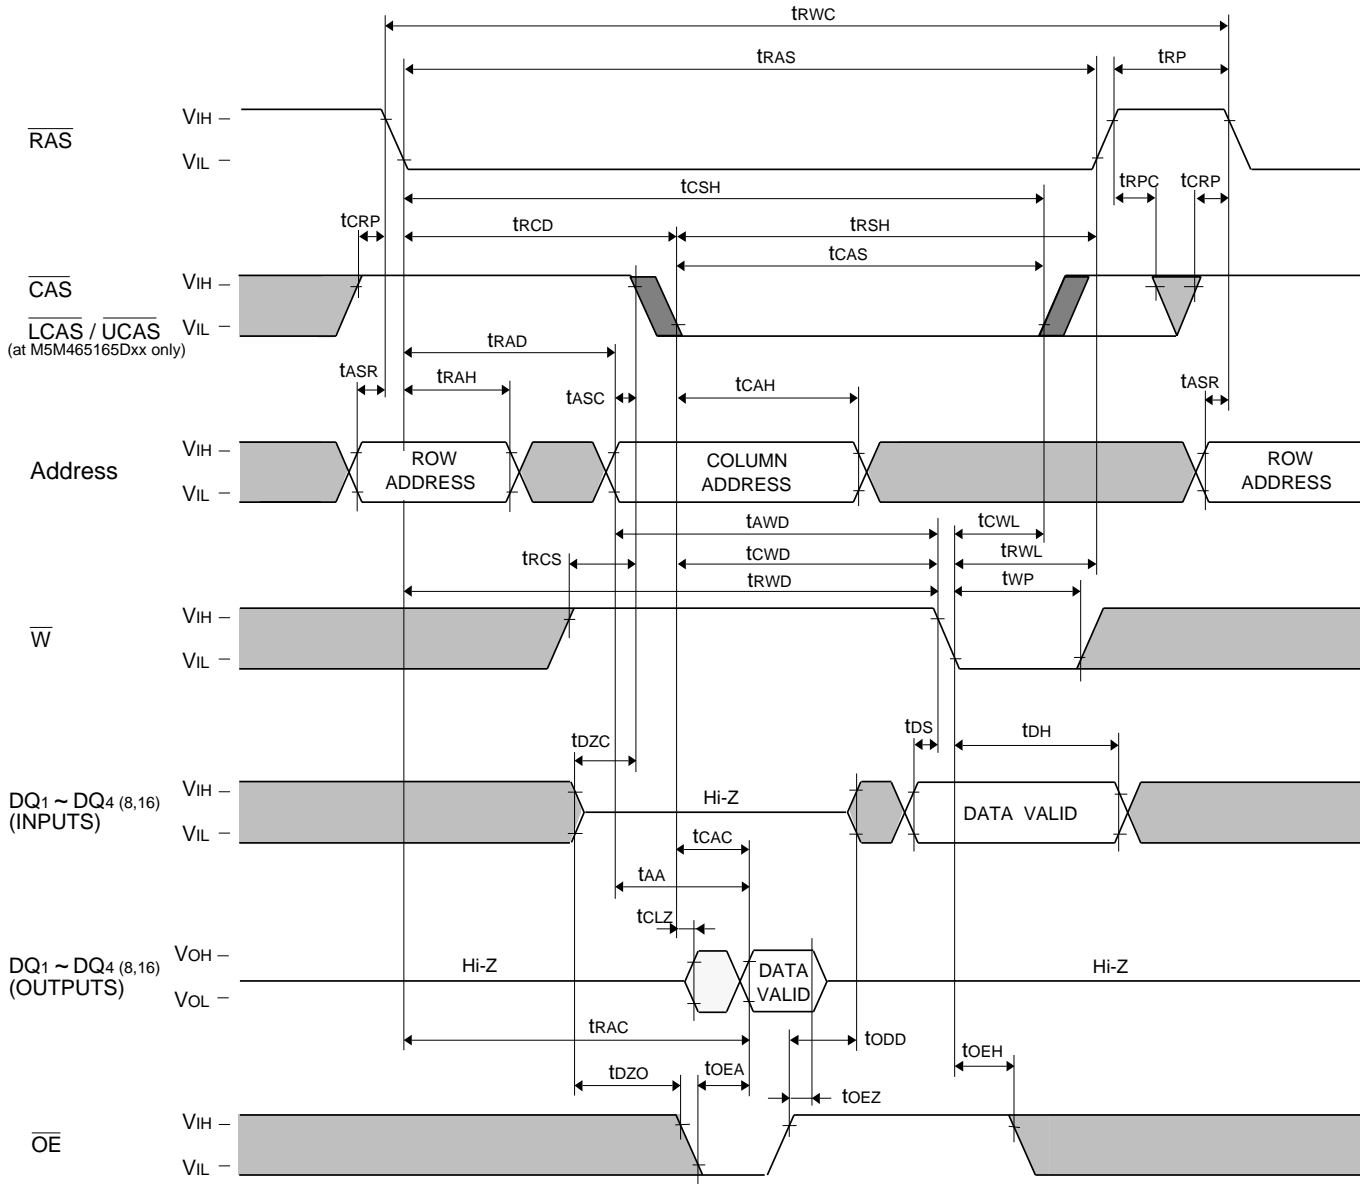 tRWC
tRAS
tRP
RAS
VIH
VIL
tCSH
tRPC
tCRP
tCRP
tRCD
tRSH
tCAS
CAS
VIH
LCAS / UCAS
VIL
(at M5M465165Dxx only)
tRAD
tASR
tRAH
tASC
tCAH
tASR
Address
VIH
VIL
ROW
ADDRESS
COLUMN
ADDRESS
ROW
ADDRESS
tAWD
tCWL
tRCS
tCWD
tRWL
tRWD
tWP
W
VIH
VIL
tDZC
tDS
tDH
DQ1 ~ DQ4 (8,16)
(INPUTS)
VIH
VIL
Hi-Z
DATA VALID
tCAC
tAA
tCLZ
DQ1 ~ DQ4 (8,16)
(OUTPUTS)
VOH
VOL
Hi-Z
DATA
VALID
Hi-Z
tRAC
tODD
tOEH
tDZO
tOEA
tOEZ
OE
VIH
VIL